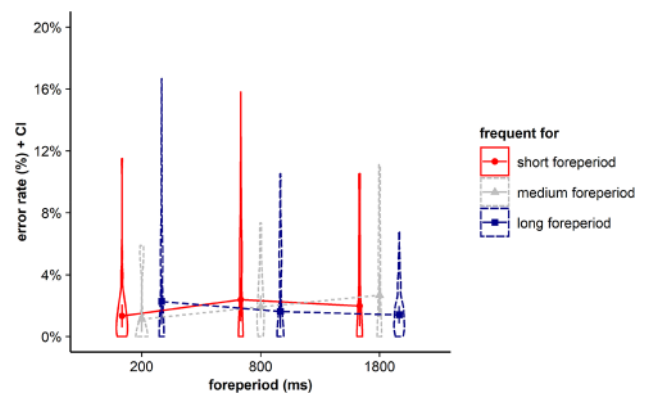 20%
16%
12%
8%
4%
0%
error rate (%) + CI
200
800
1800
foreperiod (ms)
frequent for
short foreperiod
medium foreperiod
long foreperiod